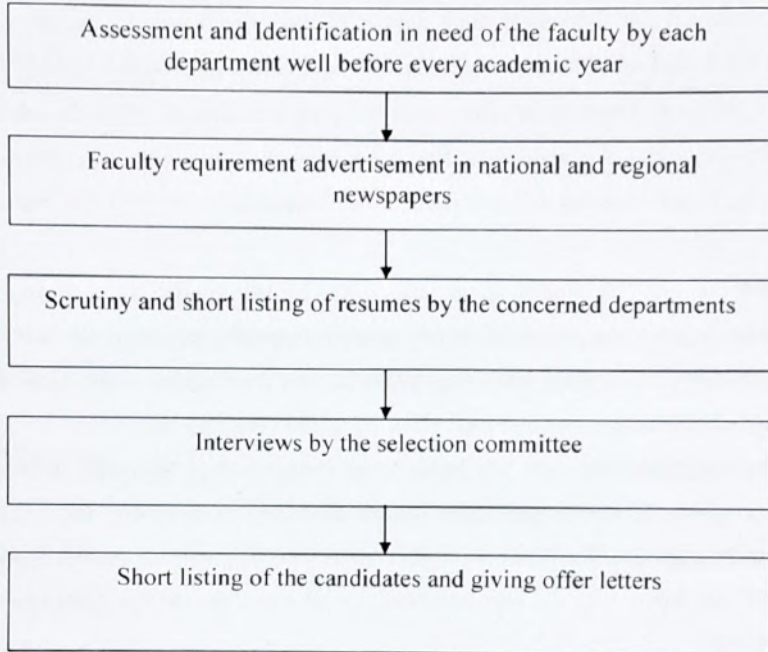 Assessment and Identification in need of the faculty by each
department well before every academic year
Faculty requirement advertisement in national and regional
newspapers
Scrutiny and short listing of resumes by the concerned departments
Interviews by the selection committee
Short listing of the candidates and giving offer letters